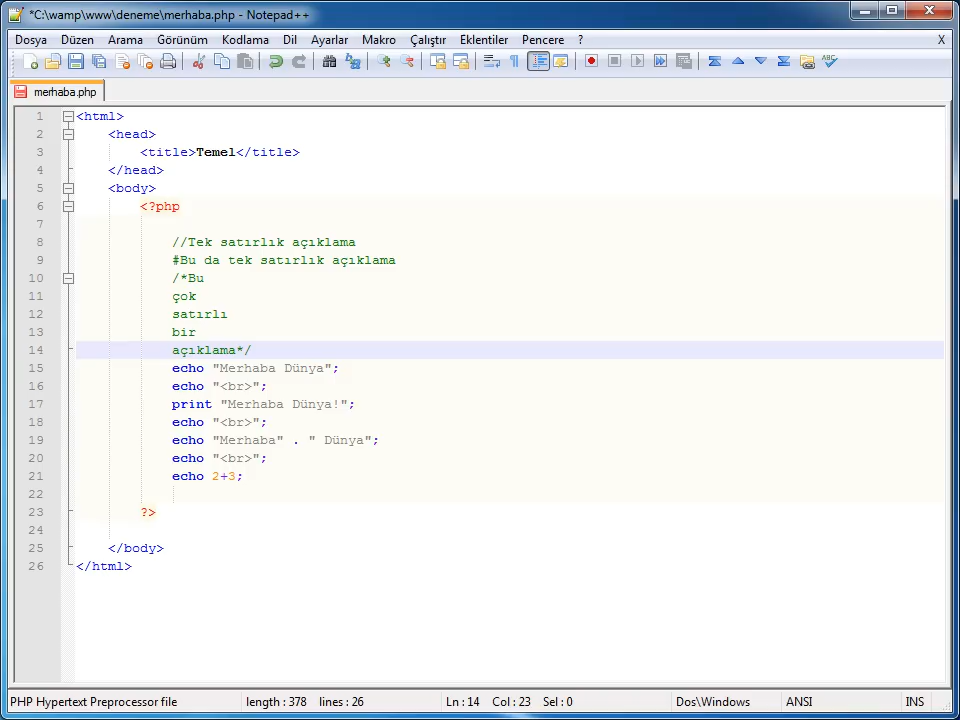 *C:\wamp\www\deneme\merhaba.php - Notepad++
Dosya Düzen Arama Görünüm Kodlama Dil Ayarlar Makro Çalıştır Eklentiler Pencere ? X
merhaba.php
1 <html>
2 <head>
3 <title>Temel</title>
4 </head>
5 <body>
6 <?php
7
8 //Tek satırlık açıklama
9 #Bu da tek satırlık açıklama
10 /*Bu
11 çok
12 satırlı
13 bir
14 açıklama*/
15 echo "Merhaba Dünya";
16 echo "<br>";
17 print "Merhaba Dünya!";
18 echo "<br>";
19 echo "Merhaba" . " Dünya";
20 echo "<br>";
21 echo 2+3;
22
23 ?>
24
25 </body>
26 </html>
PHP Hypertext Preprocessor file length : 378 lines : 26 Ln : 14 Col : 23 Sel : 0 Dos\Windows ANSI INS